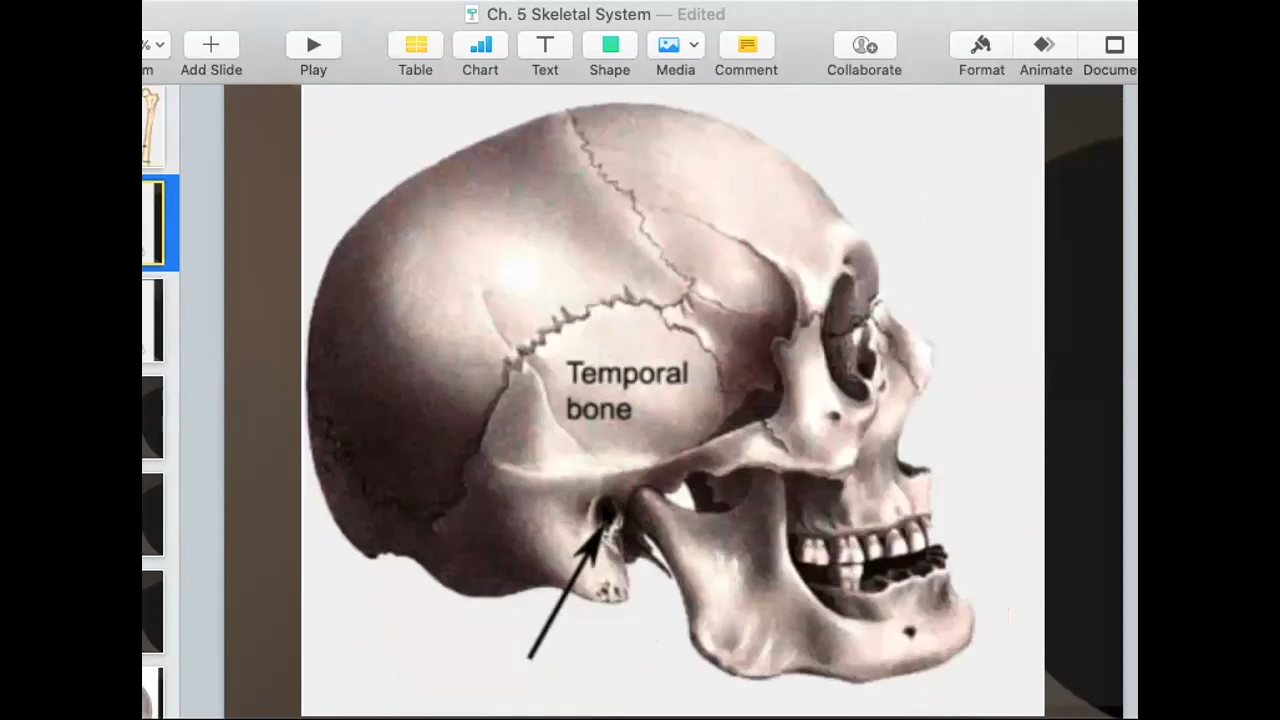 Ch. 5 Skeletal System — Edited
%
m
Add Slide
Play
Table
Chart
Text
Shape
Media
Comment
Collaborate
Format
Animate
Docume
Temporal
bone